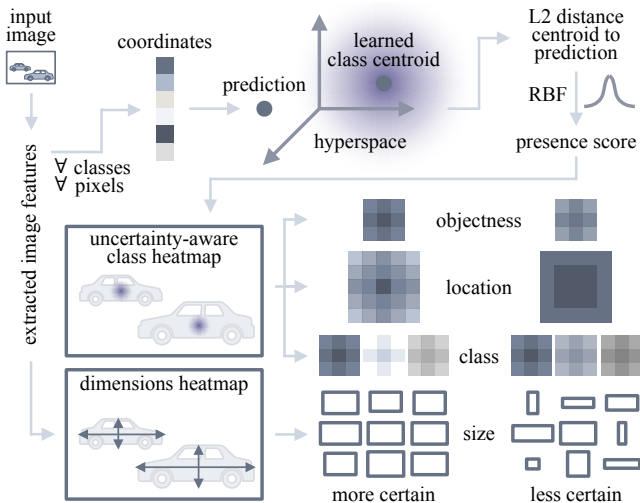 input
image
coordinates
prediction
learned
class centroid
hyperspace
L2 distance
centroid to
prediction
RBF
presence score
∀ classes
∀ pixels
extracted image features
uncertainty-aware
class heatmap
objectness
location
class
dimensions heatmap
size
more certain
less certain